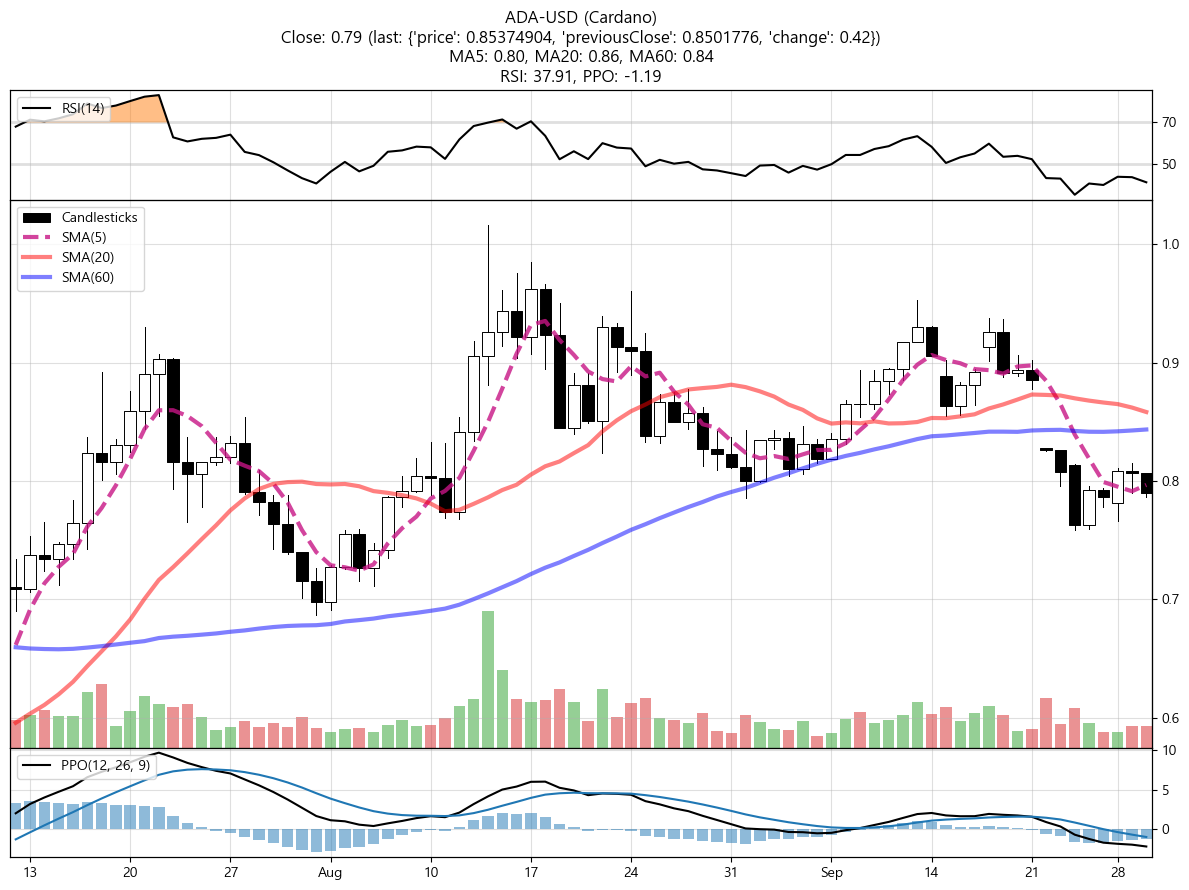 ADA-USD (Cardano)
Close: 0.79 (last: {'price': 0.85374904, 'previousClose': 0.8501776, 'change': 0.42})
MA5: 0.80, MA20: 0.86, MA60: 0.84
RSI: 37.91, PPO: -1.19
RSI(14)
70
50
Candlesticks
SMA(5)
SMA(20)
SMA(60)
1.0
0.9
0.8
0.7
0.6
PPO(12, 26, 9)
10
5
0
13 20 27 Aug 10 17 24 31 Sep 14 21 28